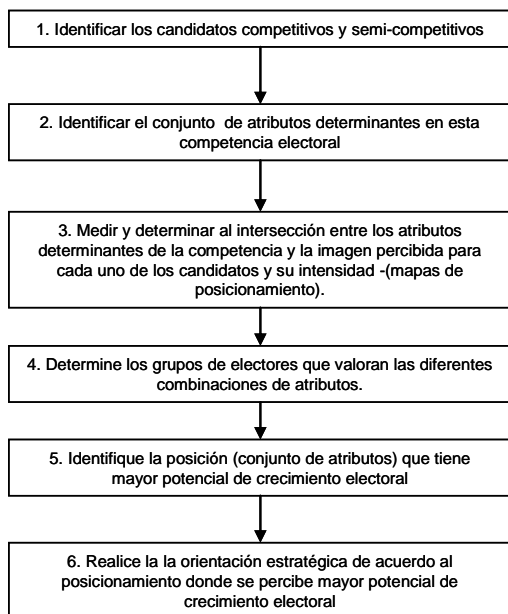 1. Identificar los candidatos competitivos y semi-competitivos
2. Identificar el conjunto de atributos determinantes en esta
competencia electoral
3. Medir y determinar al intersección entre los atributos
determinantes de la competencia y la imagen percibida para
cada uno de los candidatos y su intensidad -(mapas de
posicionamiento).
4. Determine los grupos de electores que valoran las diferentes
combinaciones de atributos.
5. Identifique la posición (conjunto de atributos) que tiene
mayor potencial de crecimiento electoral
6. Realice la la orientación estratégica de acuerdo al
posicionamiento donde se percibe mayor potencial de
crecimiento electoral